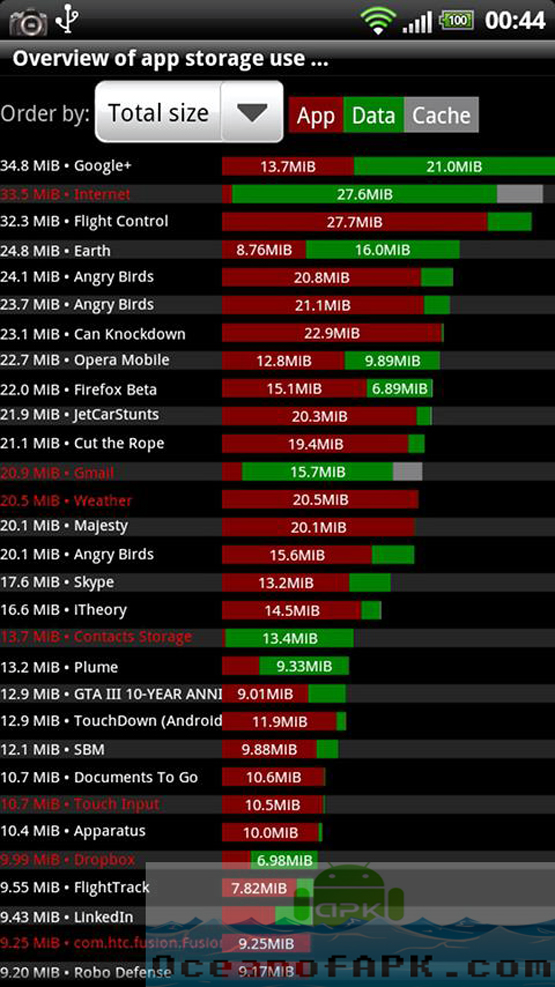 100 00:44
Overview of app storage use ...
Order by: Total size App Data Cache
34.8 MiB • Google+ 13.7MIB 21.0MIB
33.5 MiB • Internet 27.6MIB
32.3 MIB • Flight Control 27.7MIB
24.8 MIB • Earth 8.76MIB 16.0MIB
24.1 MIB • Angry Birds 20.8MIB
23.7 MIB • Angry Birds 21.1MIB
23.1 MIB • Can Knockdown 22.9MIB
22.7 MIB • Opera Mobile 12.8MIB 9.89MIB
22.0 MIB • Firefox Beta 15.1MIB 6.89MIB
21.9 MIB • JetCarStunts 20.3MIB
21.1 MIB • Cut the Rope 19.4MIB
20.9 MIB • Gmail 15.7MIB
20.5 MIB • Weather 20.5MIB
20.1 MIB • Majesty 20.1MIB
20.1 MIB • Angry Birds 15.6MIB
17.6 MIB • Skype 13.2MIB
16.6 MIB • ITheory 14.5MIB
13.7 MIB • Contacts Storage 13.4MIB
13.2 MIB • Plume 9.33MIB
12.9 MIB • GTA III 10-YEAR ANNI 9.01MIB
12.9 MIB • TouchDown (Android 11.9MIB
12.1 MIB • SBM 9.88MIB
10.7 MIB • Documents To Go 10.6MIB
10.7 MIB • Touch Input 10.5MIB
10.4 MIB • Apparatus 10.0MIB
9.99 MIB • Dropbox 6.98MIB
9.55 MIB • FlightTrack 7.82MIB
APK
9.43 MIB • LinkedIn
9.25 MIB • com.htc.fusion.Fusion 9.25MIB
9.20 MIB • Robo Defense 9.17MIB
OceanofAPK.com